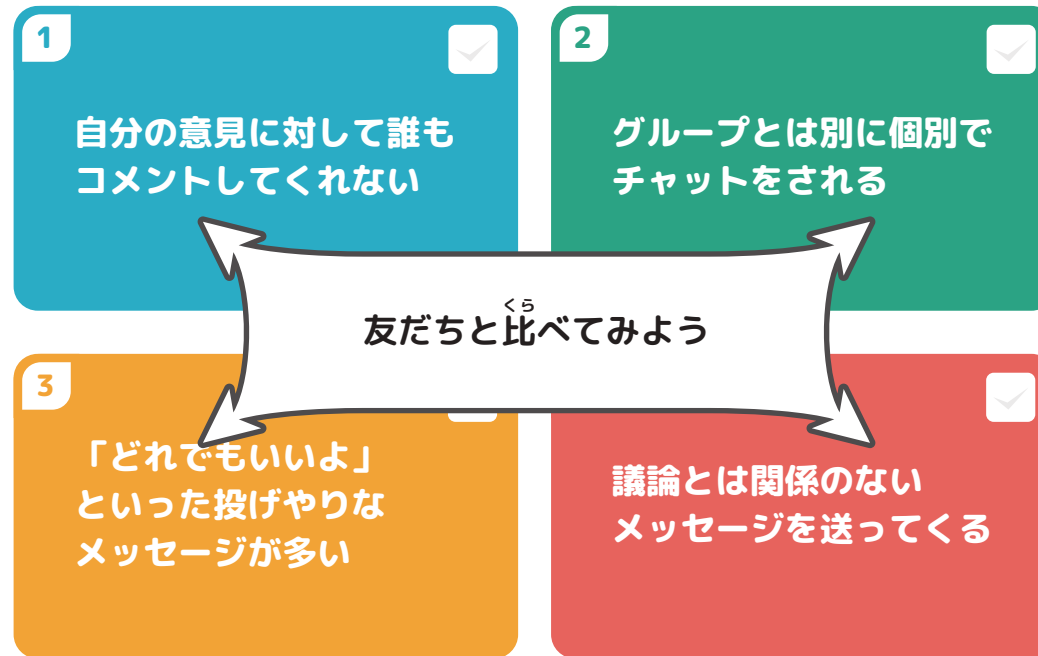 1
自分の意見に対して誰も
コメントしてくれない
2
グループとは別に個別で
チャットをされる
くら
友だちと比べてみよう
3
「どれでもいいよ」
といった投げやりな
メッセージが多い
議論とは関係のない
メッセージを送ってくる